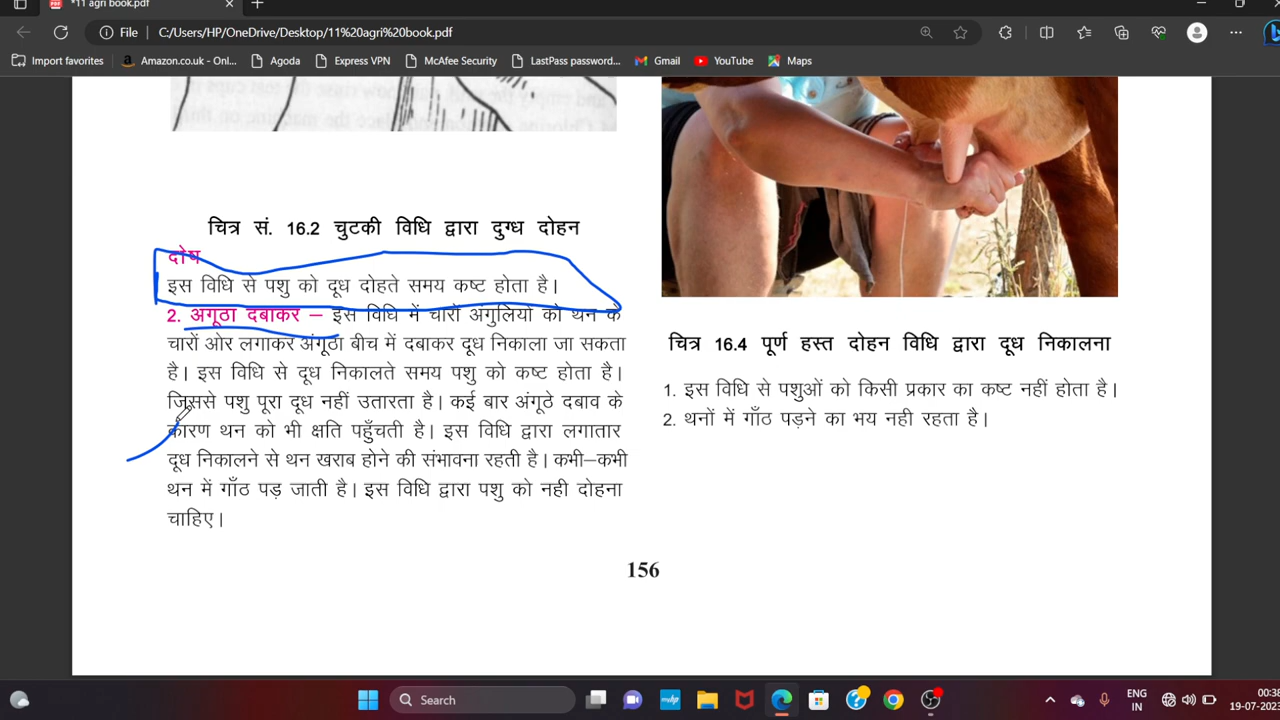 *11 agri book.pdf
File
C:/Users/HP/OneDrive/Desktop/11%20agri%20book.pdf
Import favorites
Amazon.co.uk - Onl...
Agoda
Express VPN
McAfee Security
LastPass password...
Gmail
YouTube
Maps
चित्र सं. 16.2 चुटकी विधि द्वारा दुग्ध दोहन
दोष
इस विधि से पशु को दूध दोहते समय कष्ट होता है।
2. अंगूठा दबाकर – इस विधि में चारों अंगुलियों को थन के
चारों ओर लगाकर अंगूठा बीच में दबाकर दूध निकाला जा सकता
है। इस विधि से दूध निकालते समय पशु को कष्ट होता है।
जिससे पशु पूरा दूध नहीं उतारता है। कई बार अंगूठे दबाव के
कारण थन को भी क्षति पहुँचती है। इस विधि द्वारा लगातार
दूध निकालने से थन खराब होने की संभावना रहती है। कभी–कभी
थन में गाँठ पड़ जाती है। इस विधि द्वारा पशु को नही दोहना
चाहिए।
चित्र 16.4 पूर्ण हस्त दोहन विधि द्वारा दूध निकालना
1. इस विधि से पशुओं को किसी प्रकार का कष्ट नहीं होता है।
2. थनों में गाँठ पड़ने का भय नही रहता है।
156
Search
ENG
IN
00:38
19-07-2023